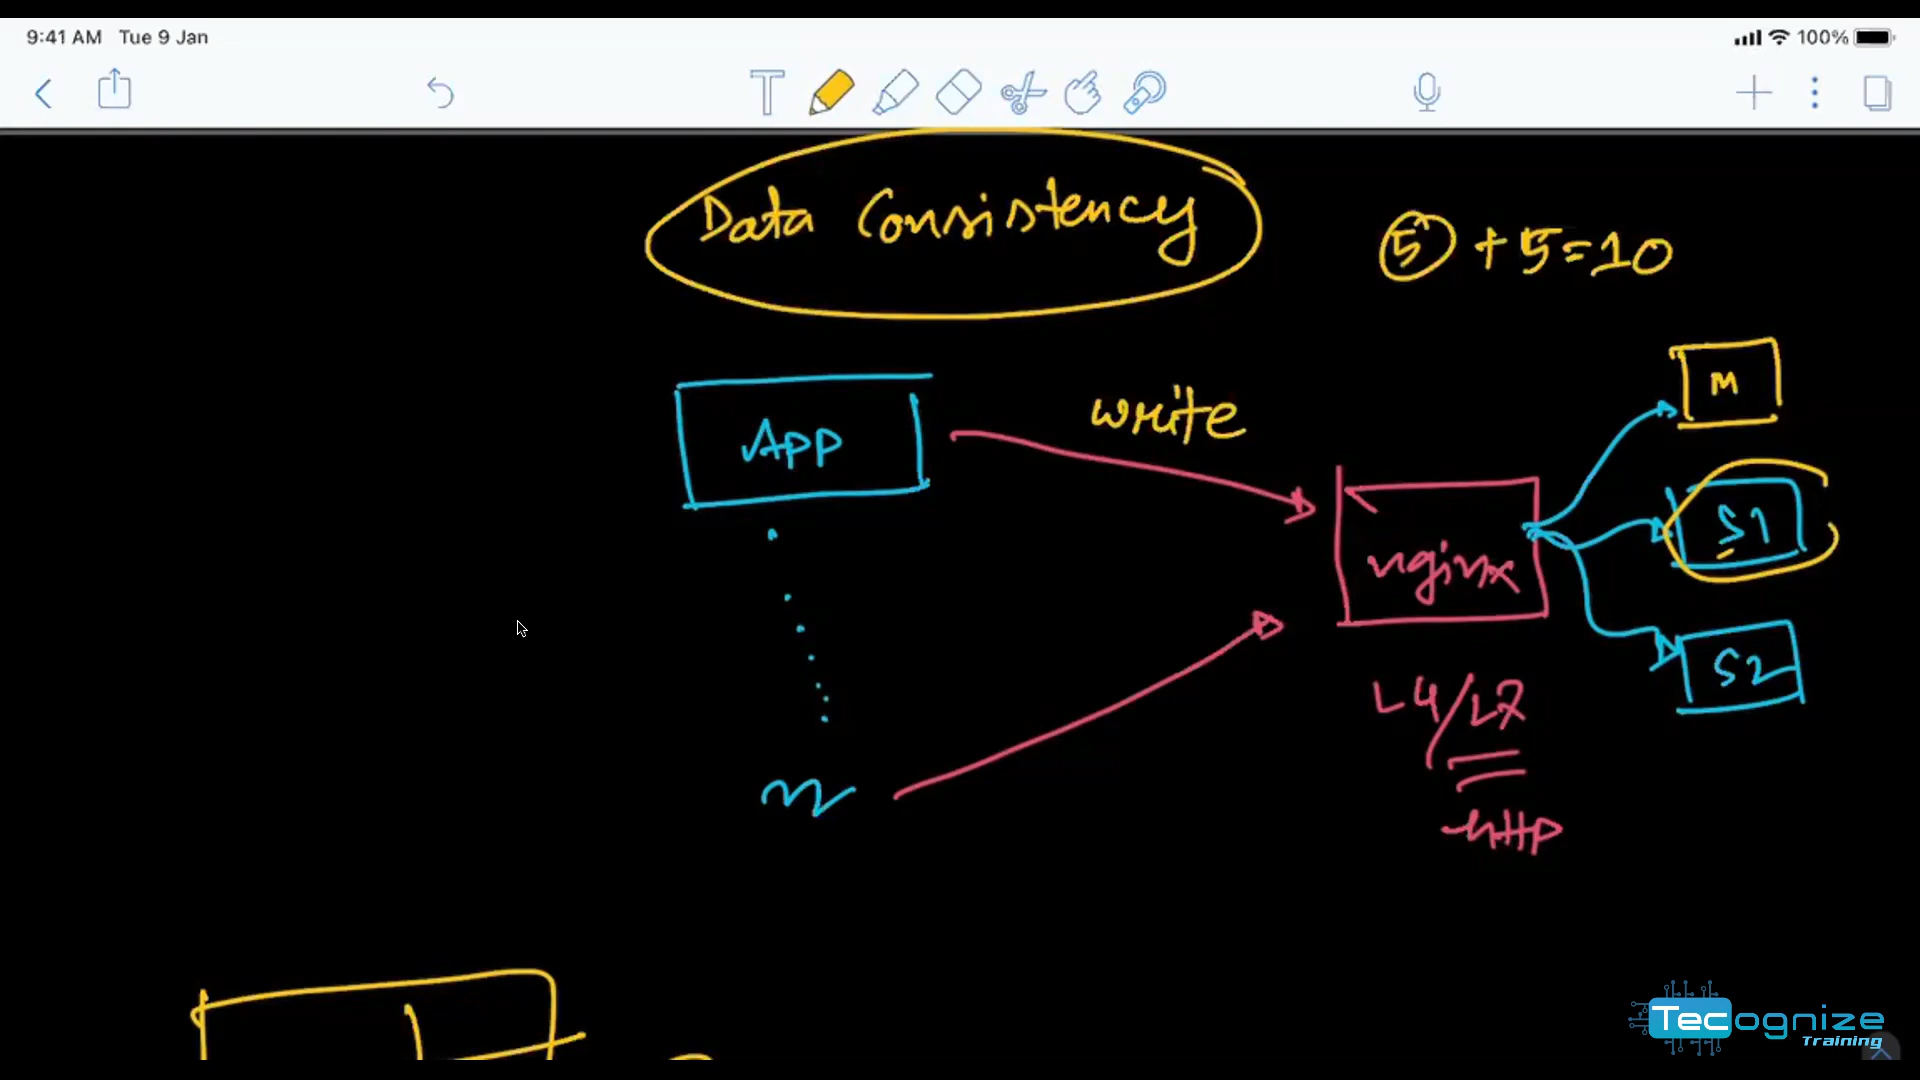 9:41 AM Tue 9 Jan
100%
Data Consistency
5 + 5 = 10
M
App
write
S1
nginx
S2
L4/L7
n
HTTP
Tecognize
Training